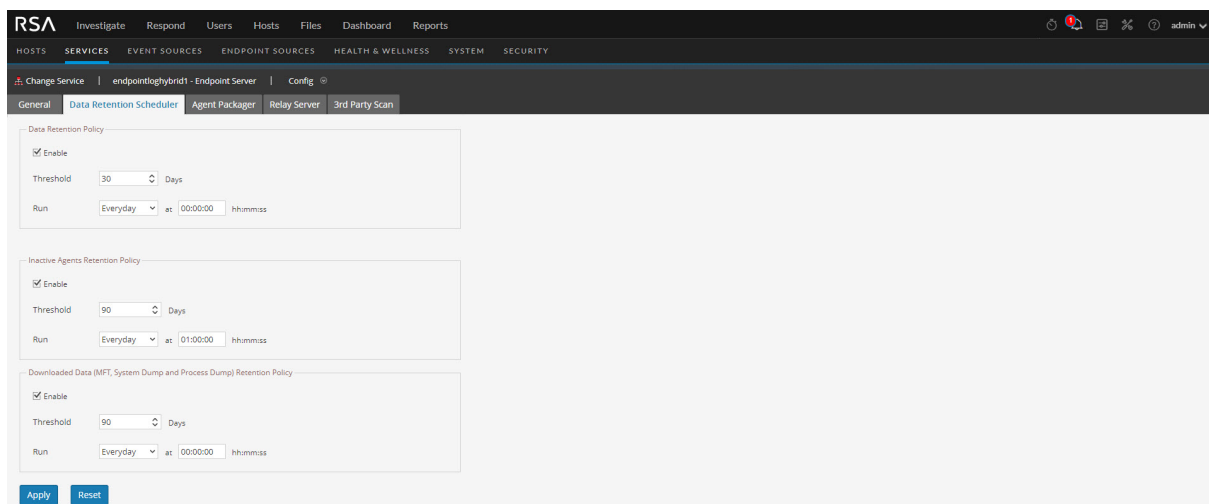 RSA Investigate Respond Users Hosts Files Dashboard Reports 1 admin
HOSTS SERVICES EVENT SOURCES ENDPOINT SOURCES HEALTH & WELLNESS SYSTEM SECURITY
Change Service | endpointloghybrid1 - Endpoint Server | Config
General Data Retention Scheduler Agent Packager Relay Server 3rd Party Scan
Data Retention Policy
Enable
Threshold 30 Days
Run Everyday at 00:00:00 hh:mm:ss
Inactive Agents Retention Policy
Enable
Threshold 90 Days
Run Everyday at 01:00:00 hh:mm:ss
Downloaded Data (MFT, System Dump and Process Dump) Retention Policy
Enable
Threshold 90 Days
Run Everyday at 00:00:00 hh:mm:ss
Apply Reset